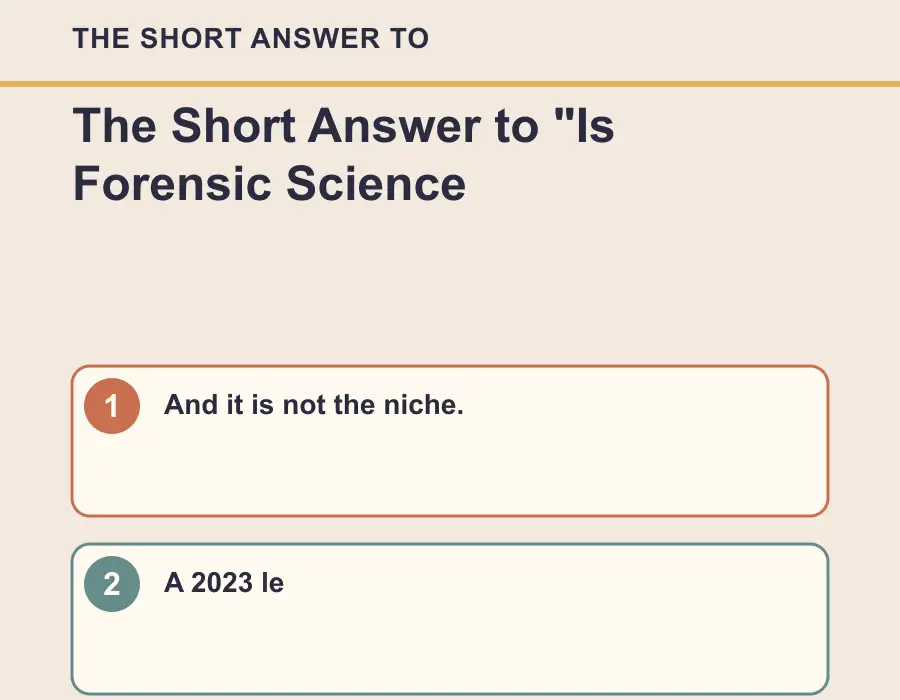 THE SHORT ANSWER TO
The Short Answer to "Is
Forensic Science
1 And it is not the niche.
2 A 2023 le